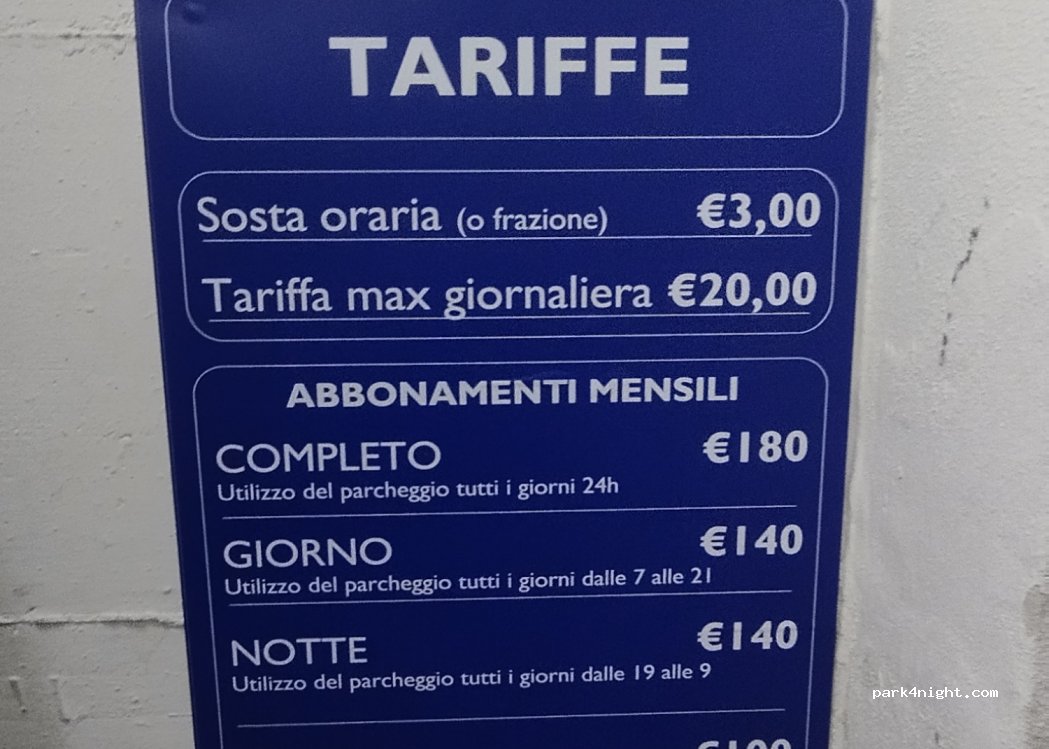 TARIFFE
Sosta oraria (o frazione) €3,00
Tariffa max giornaliera €20,00
ABBONAMENTI MENSILI
COMPLETO €180
Utilizzo del parcheggio tutti i giorni 24h
GIORNO €140
Utilizzo del parcheggio tutti i giorni dalle 7 alle 21
NOTTE €140
Utilizzo del parcheggio tutti i giorni dalle 19 alle 9
park4night.com